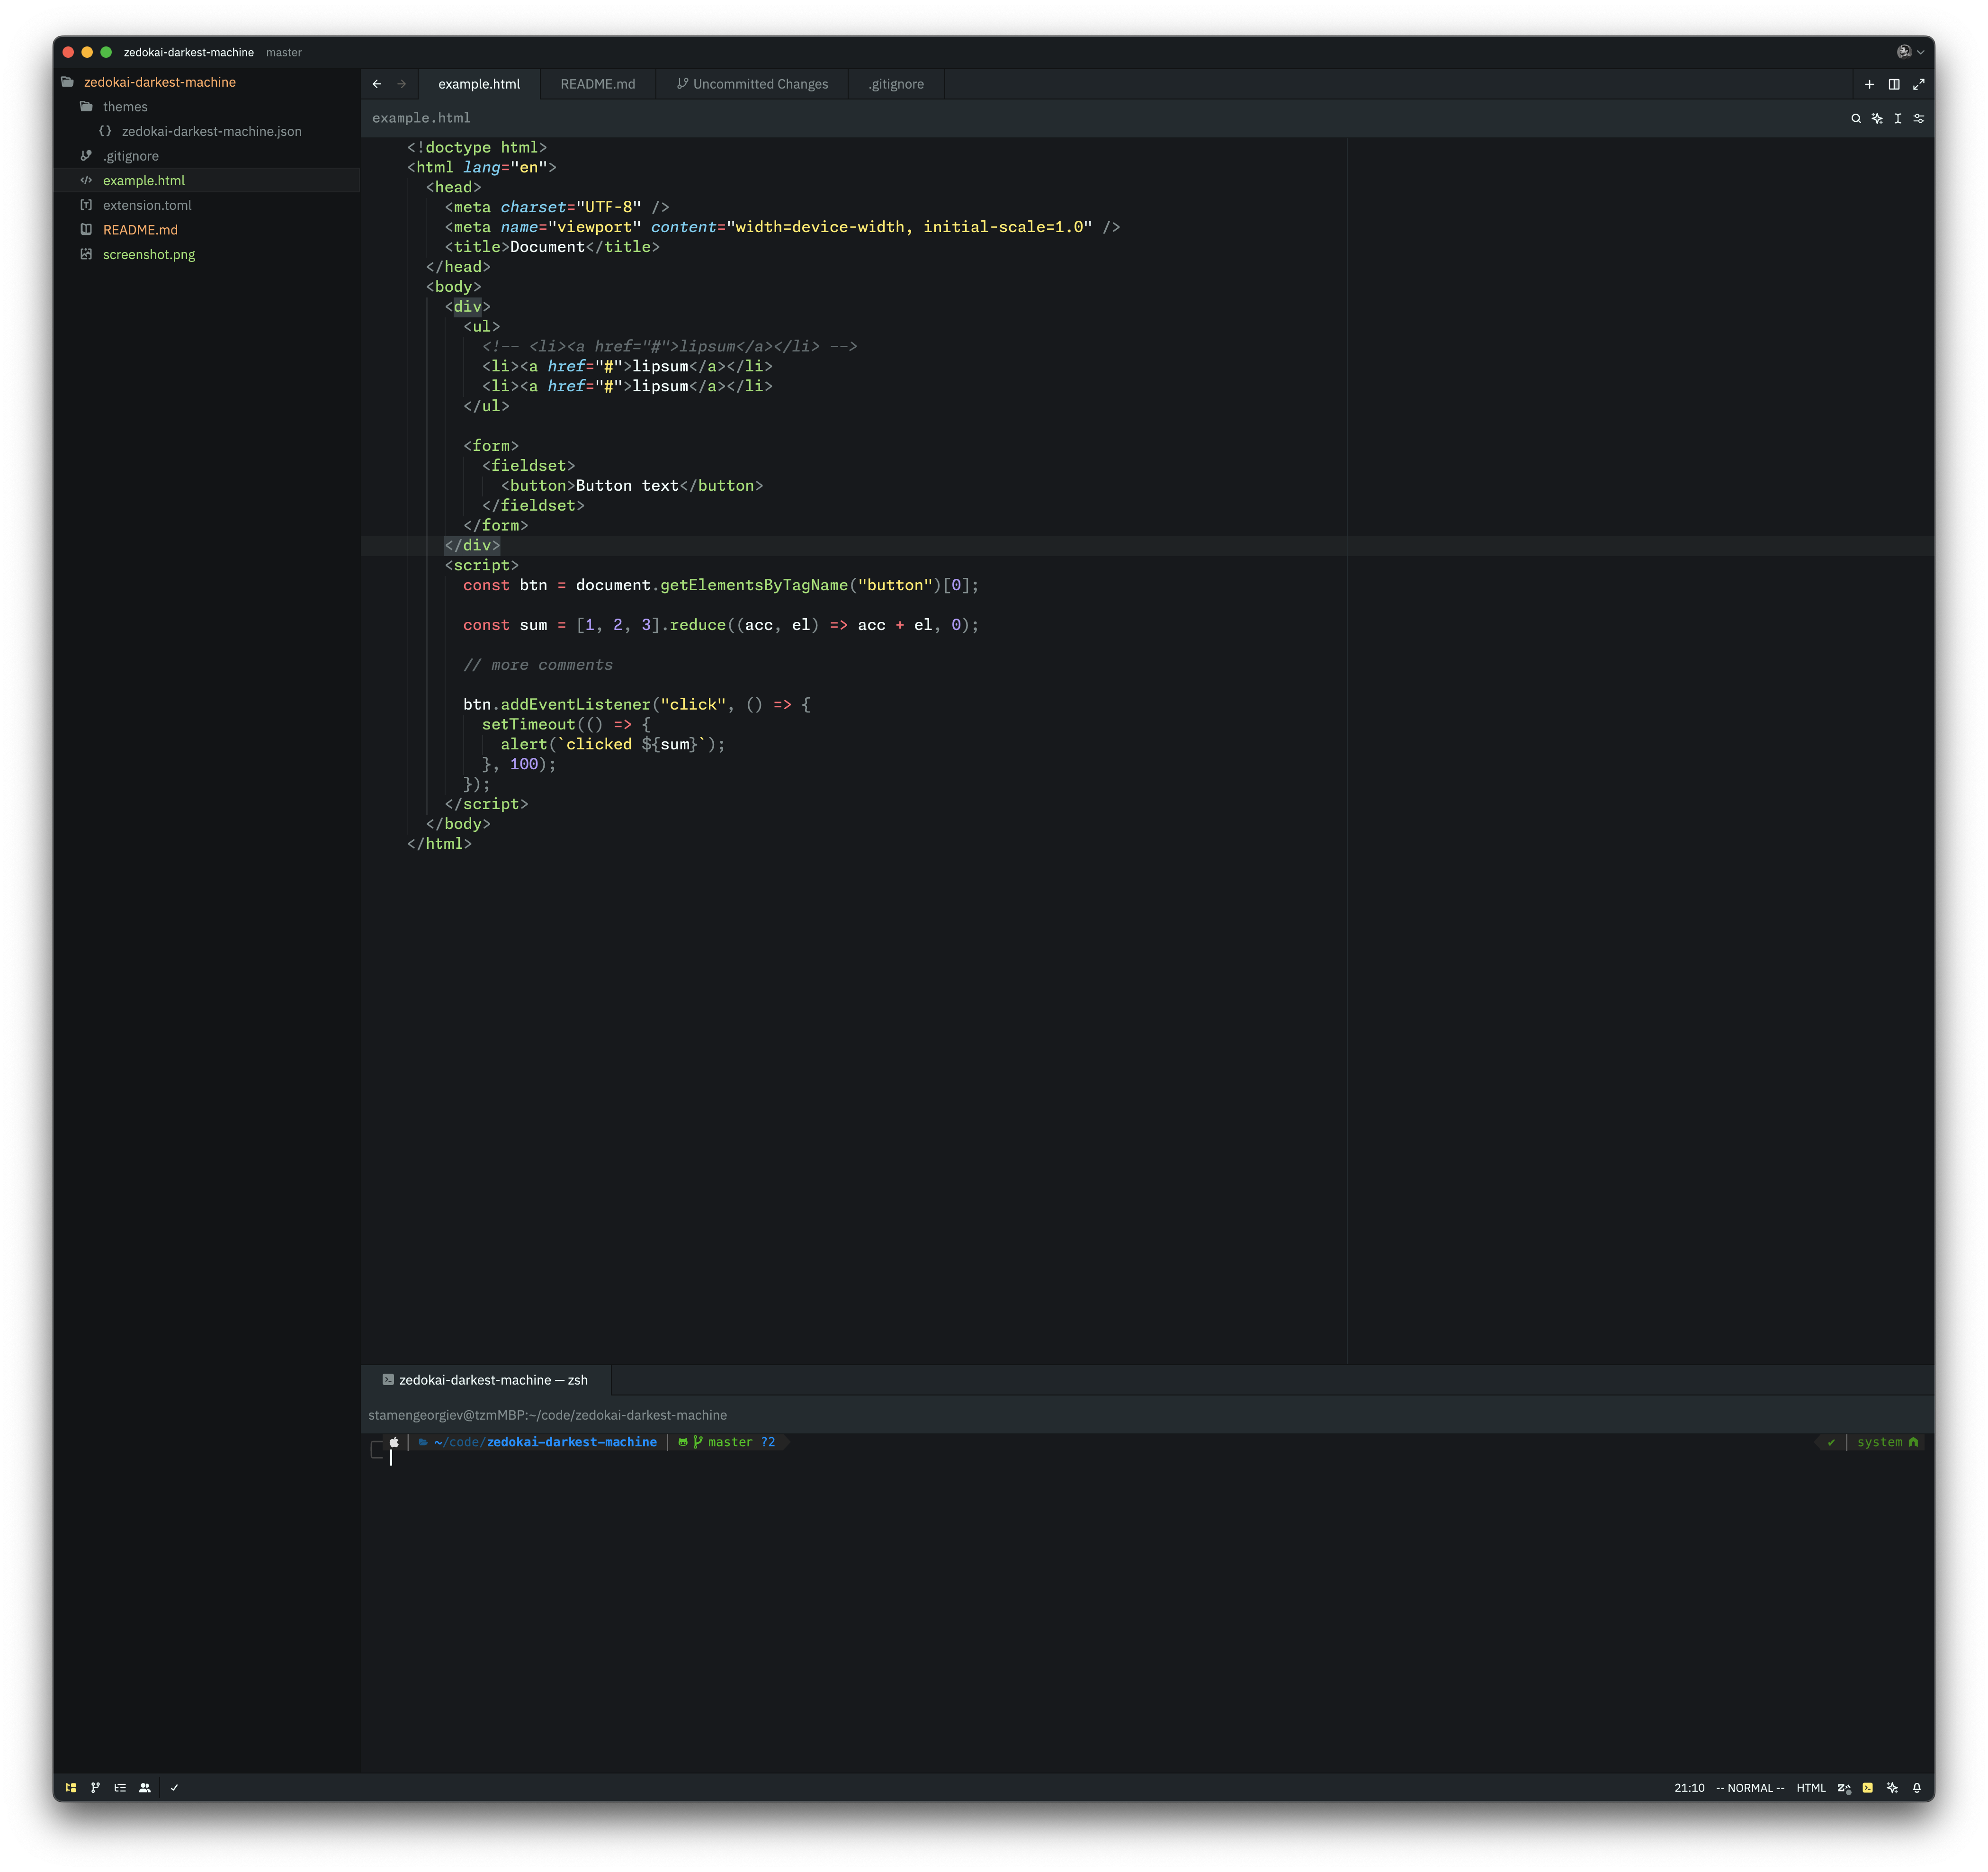 zedokai-darkest-machine master
zedokai-darkest-machine
themes
{} zedokai-darkest-machine.json
.gitignore
</> example.html
[T] extension.toml
README.md
screenshot.png
example.html README.md Uncommitted Changes .gitignore
example.html
<!doctype html>
<html lang="en">
  <head>
    <meta charset="UTF-8" />
    <meta name="viewport" content="width=device-width, initial-scale=1.0" />
    <title>Document</title>
  </head>
  <body>
    <div>
      <ul>
        <!-- <li><a href="#">lipsum</a></li> -->
        <li><a href="#">lipsum</a></li>
        <li><a href="#">lipsum</a></li>
      </ul>
      <form>
        <fieldset>
          <button>Button text</button>
        </fieldset>
      </form>
    </div>
    <script>
      const btn = document.getElementsByTagName("button")[0];
      const sum = [1, 2, 3].reduce((acc, el) => acc + el, 0);
      // more comments
      btn.addEventListener("click", () => {
        setTimeout(() => {
          alert(`clicked ${sum}`);
        }, 100);
      });
    </script>
  </body>
</html>
zedokai-darkest-machine — zsh
stamengeorgiev@tzmMBP:~/code/zedokai-darkest-machine
~/code/zedokai-darkest-machine master ?2 ✔ system
21:10 -- NORMAL -- HTML